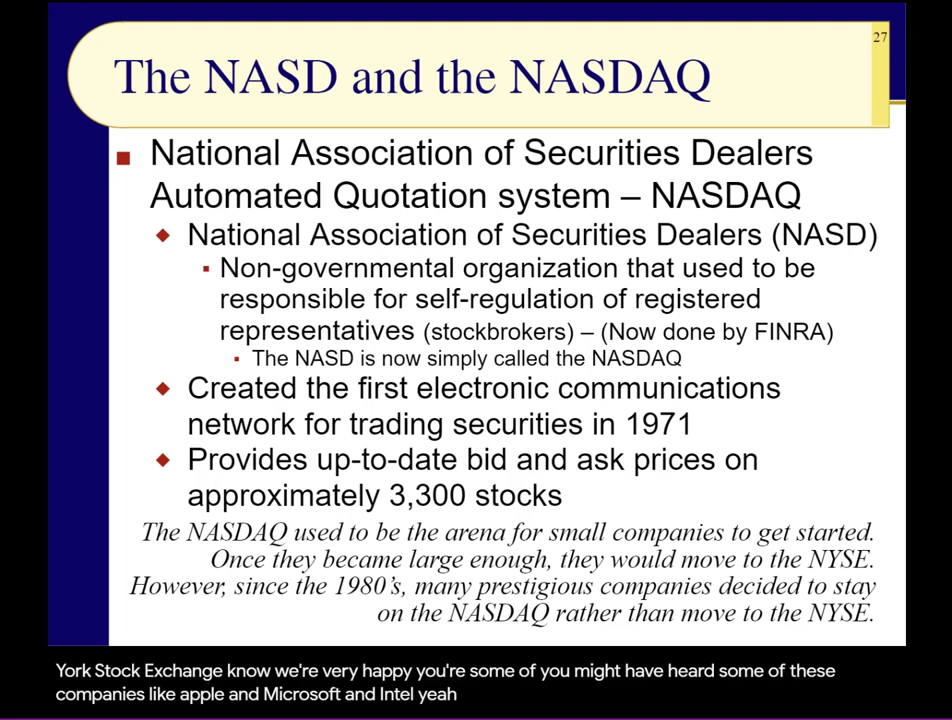 27
The NASD and the NASDAQ
National Association of Securities Dealers
Automated Quotation system – NASDAQ
National Association of Securities Dealers (NASD)
Non-governmental organization that used to be
responsible for self-regulation of registered
representatives (stockbrokers) – (Now done by FINRA)
The NASD is now simply called the NASDAQ
Created the first electronic communications
network for trading securities in 1971
Provides up-to-date bid and ask prices on
approximately 3,300 stocks
The NASDAQ used to be the arena for small companies to get started.
Once they became large enough, they would move to the NYSE.
However, since the 1980's, many prestigious companies decided to stay
on the NASDAQ rather than move to the NYSE.
York Stock Exchange know we're very happy you're some of you might have heard some of these
companies like apple and Microsoft and Intel yeah